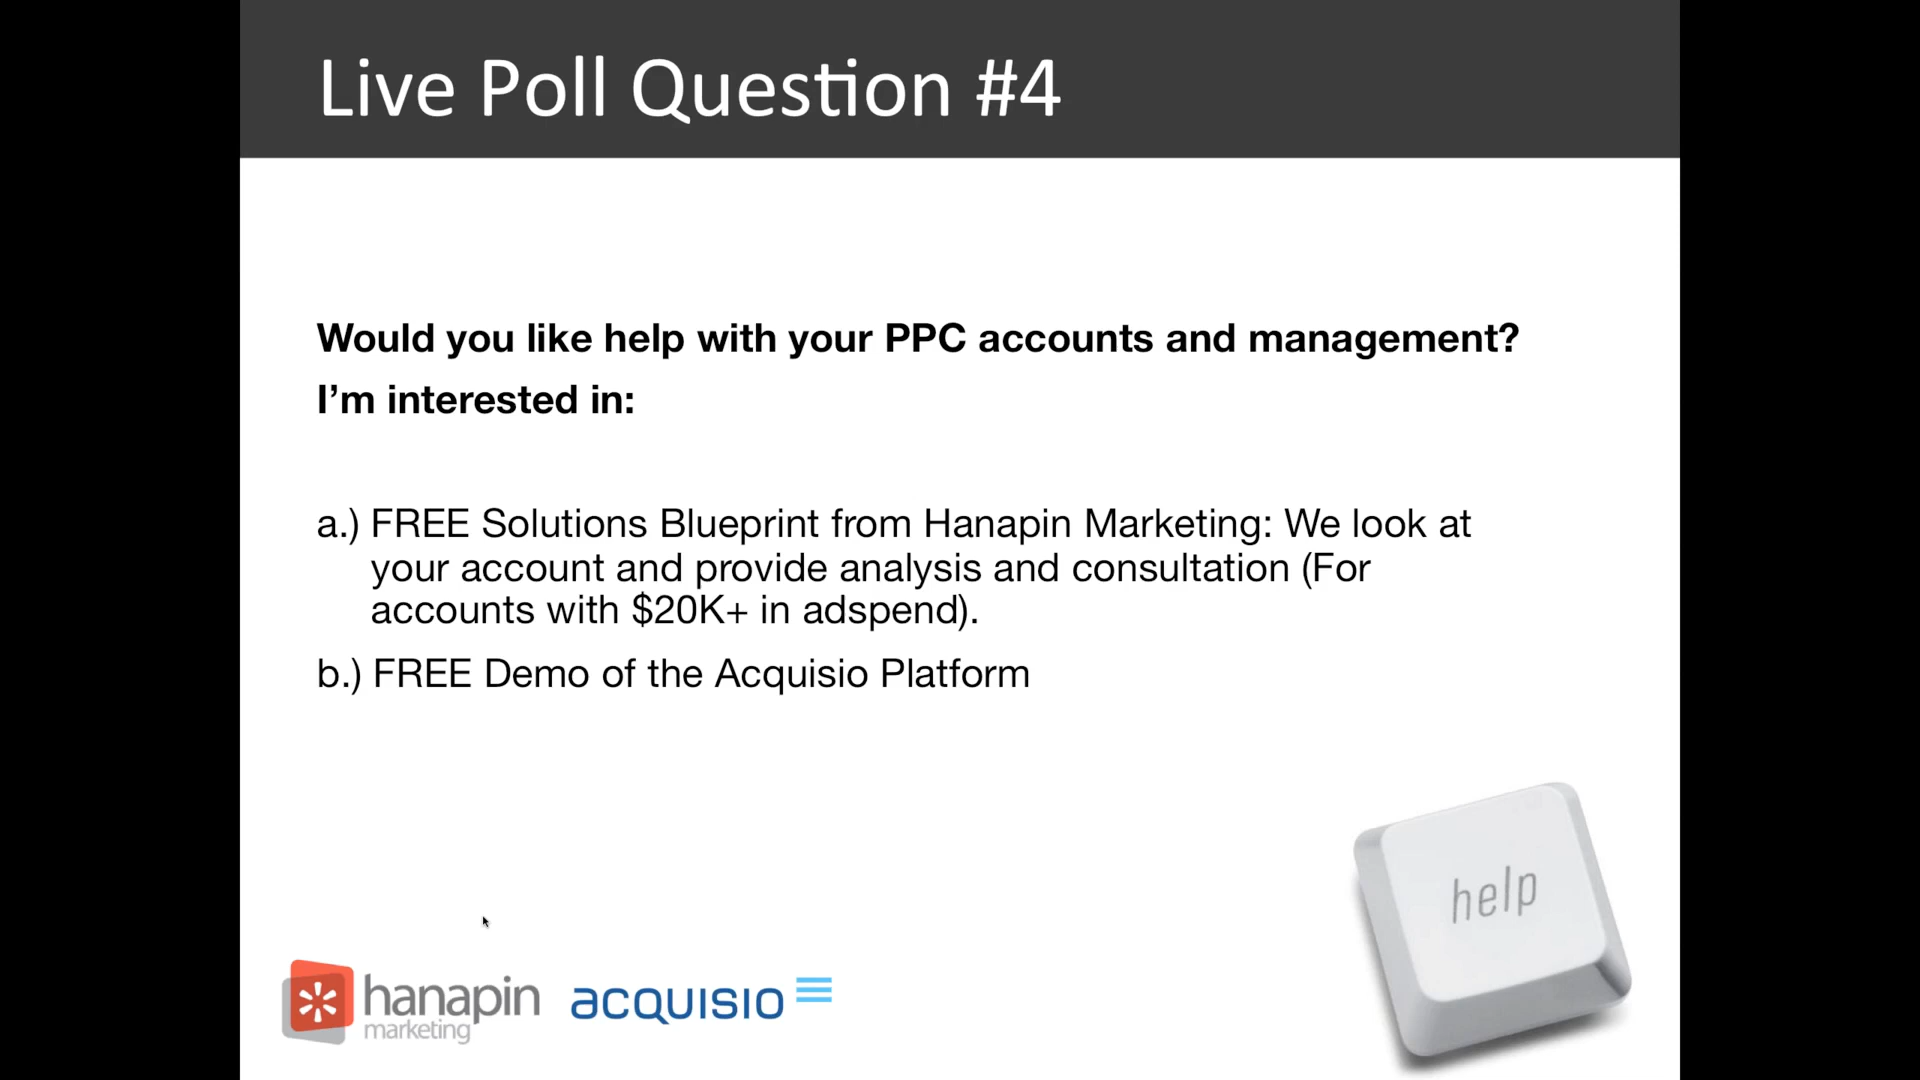 Live Poll Question #4
Would you like help with your PPC accounts and management?
I’m interested in:
a.) FREE Solutions Blueprint from Hanapin Marketing: We look at
your account and provide analysis and consultation (For
accounts with $20K+ in adspend).
b.) FREE Demo of the Acquisio Platform
help
hanapin
marketing
acquisio